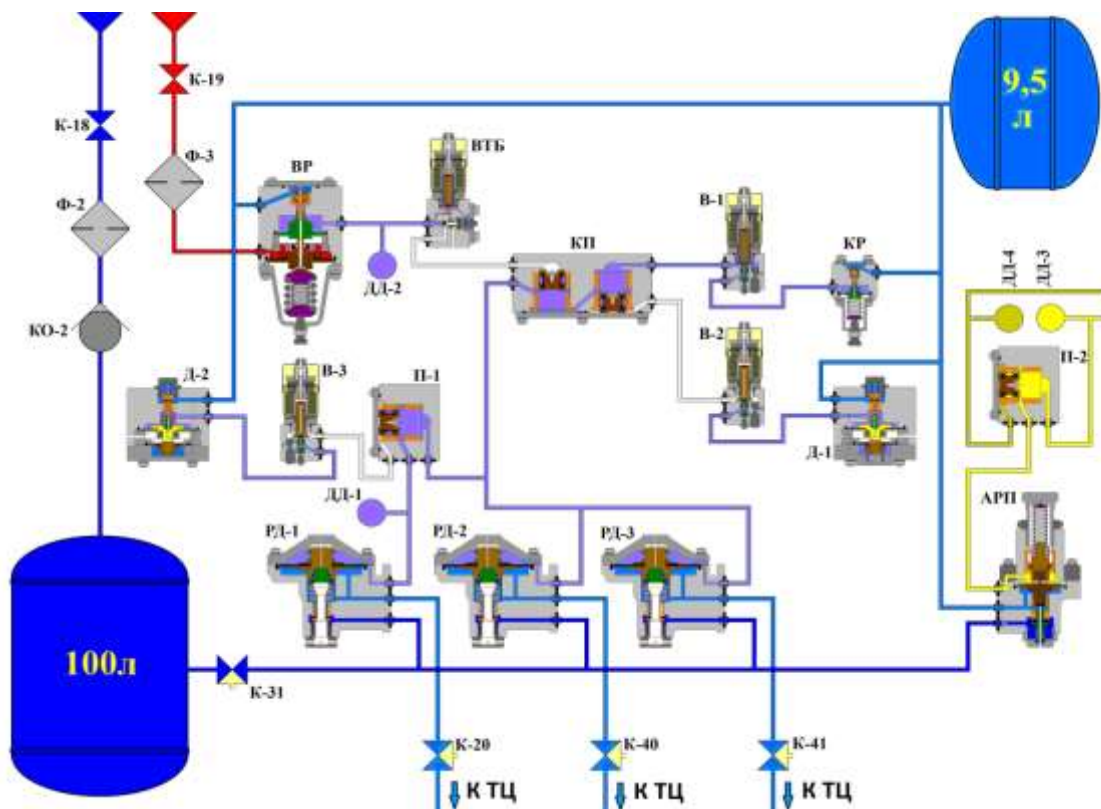 К-19
9,5
л
К-18
ВТБ
Ф-3
ВР
В-1
Ф-2
КП
КР
ДД-4
ДД-3
ДД-2
КО-2
В-2
П-2
Д-2
В-3
П-1
Д-1
ДД-1
АРП
РД-1
РД-2
РД-3
100л
К-31
К-20
К-40
К-41
К ТЦ
К ТЦ
К ТЦ